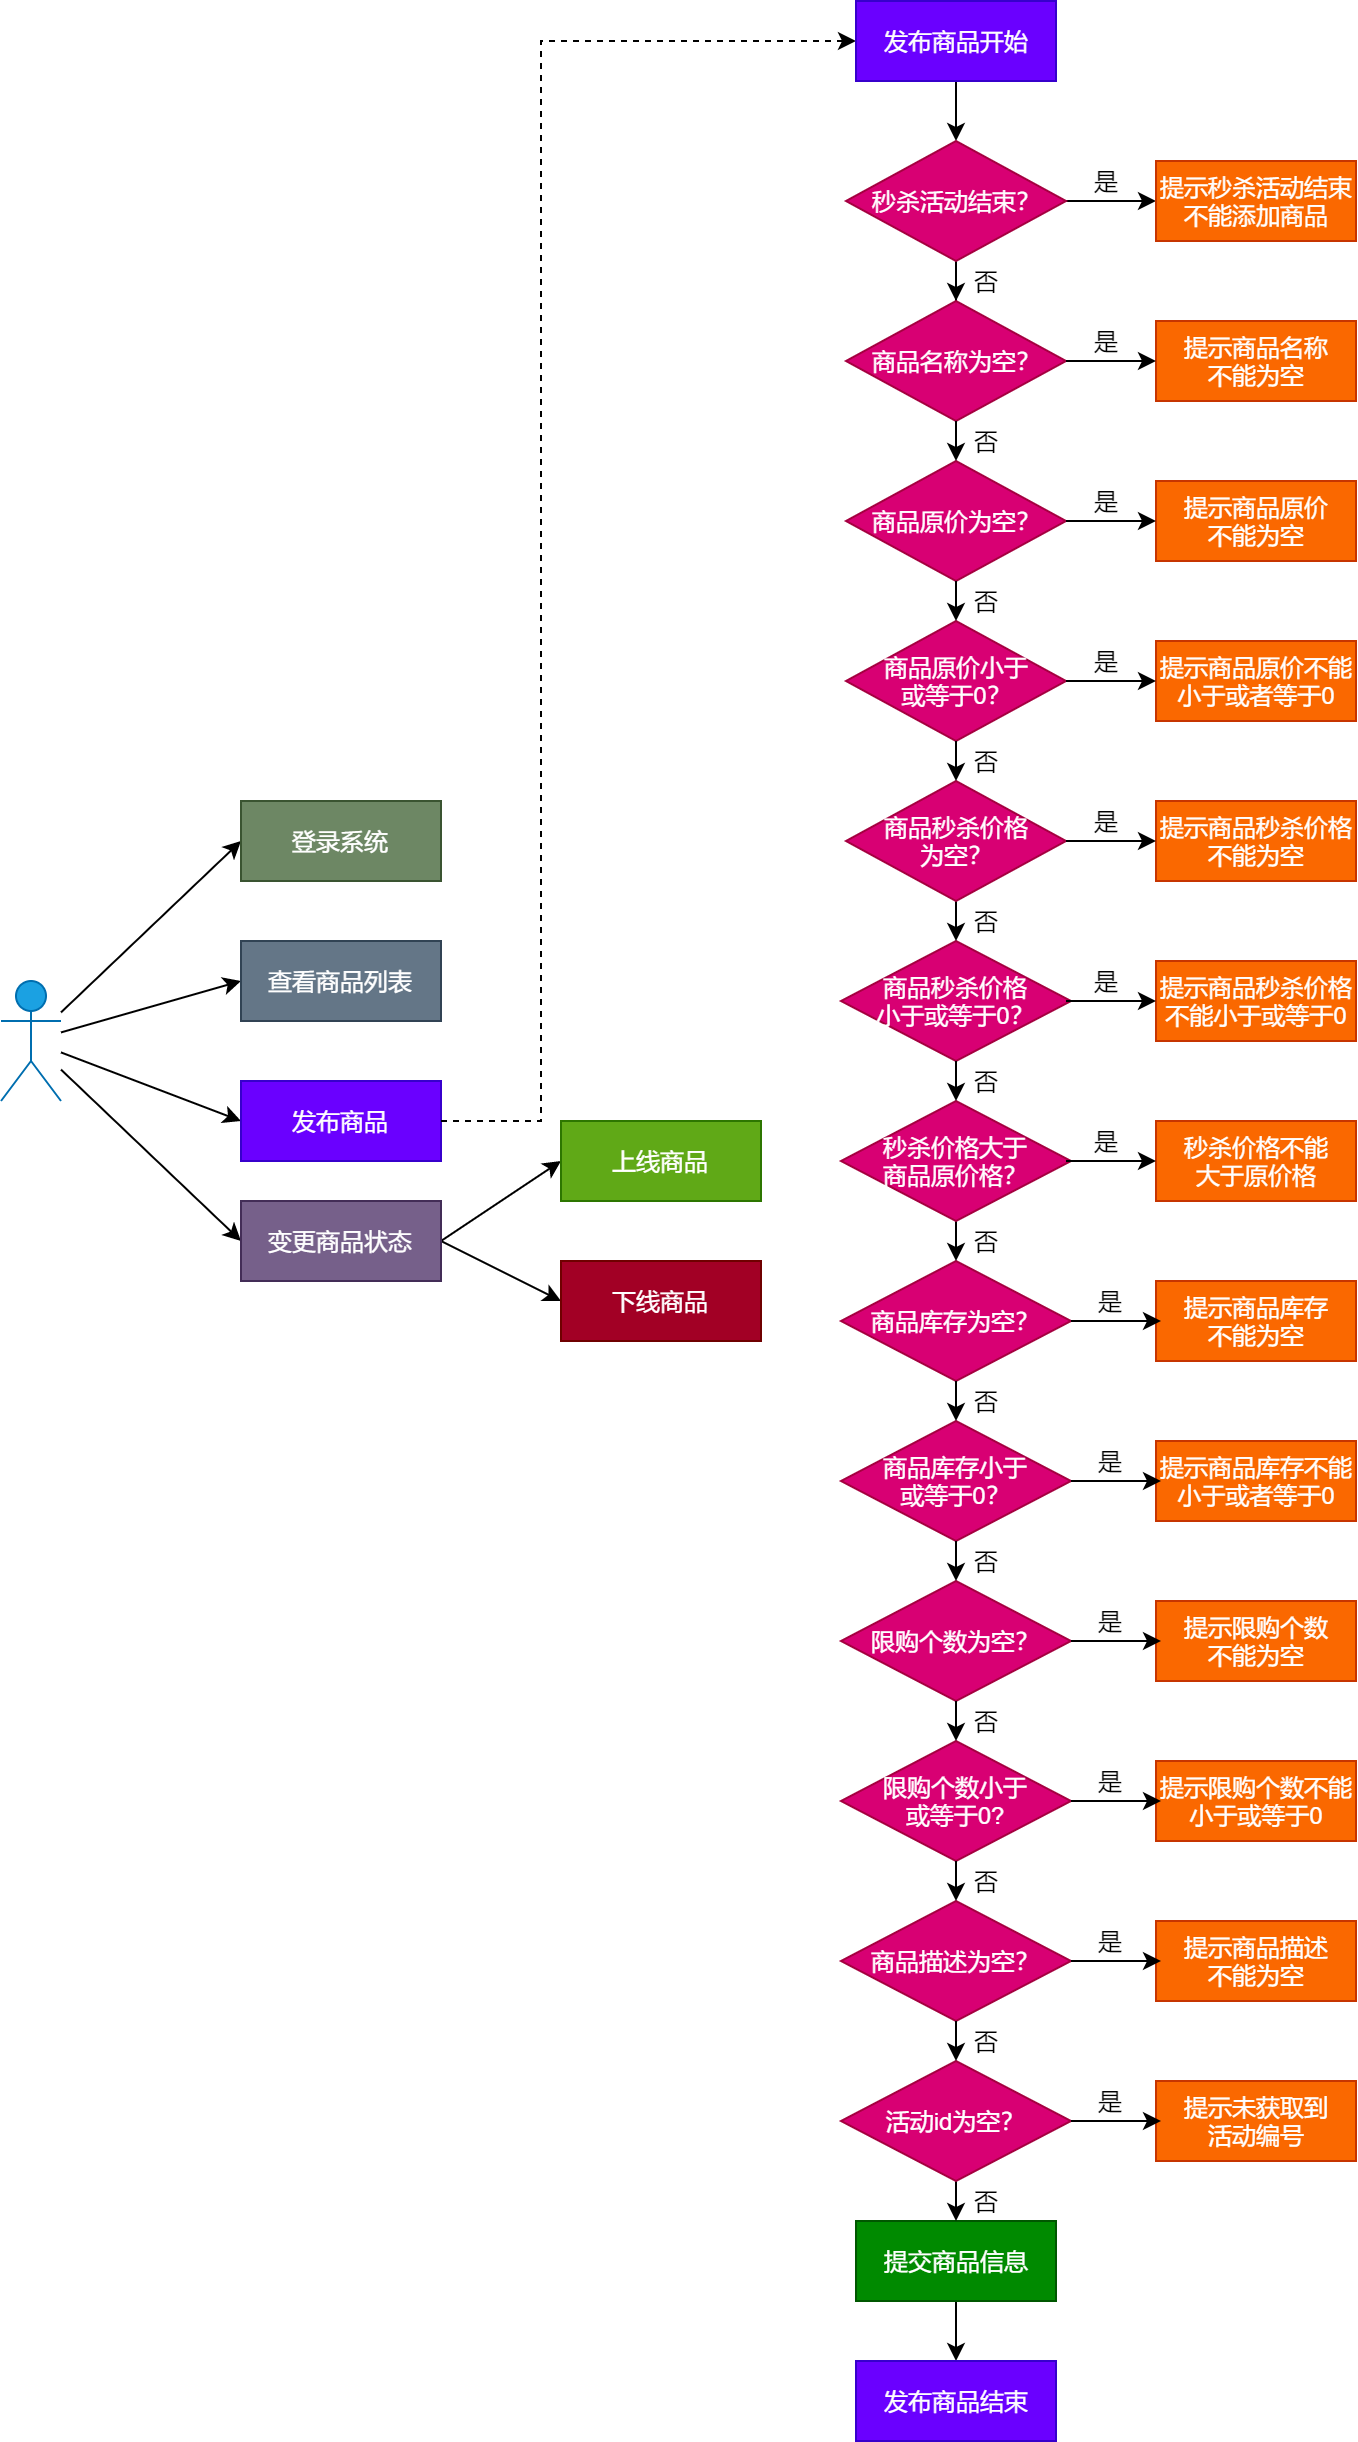 发布商品开始
秒杀活动结束?
是
提示秒杀活动结束
不能添加商品
否
商品名称为空?
是
提示商品名称
不能为空
否
商品原价为空?
是
提示商品原价
不能为空
否
商品原价小于
或等于0?
是
提示商品原价不能
小于或者等于0
否
商品秒杀价格
为空?
是
提示商品秒杀价格
不能为空
否
商品秒杀价格
小于或等于0?
是
提示商品秒杀价格
不能小于或等于0
否
秒杀价格大于
商品原价格?
是
秒杀价格不能
大于原价格
否
商品库存为空?
是
提示商品库存
不能为空
否
商品库存小于
或等于0?
是
提示商品库存不能
小于或者等于0
否
限购个数为空?
是
提示限购个数
不能为空
否
限购个数小于
或等于0?
是
提示限购个数不能
小于或等于0
否
商品描述为空?
是
提示商品描述
不能为空
否
活动id为空?
是
提示未获取到
活动编号
否
提交商品信息
发布商品结束
登录系统
查看商品列表
发布商品
变更商品状态
上线商品
下线商品